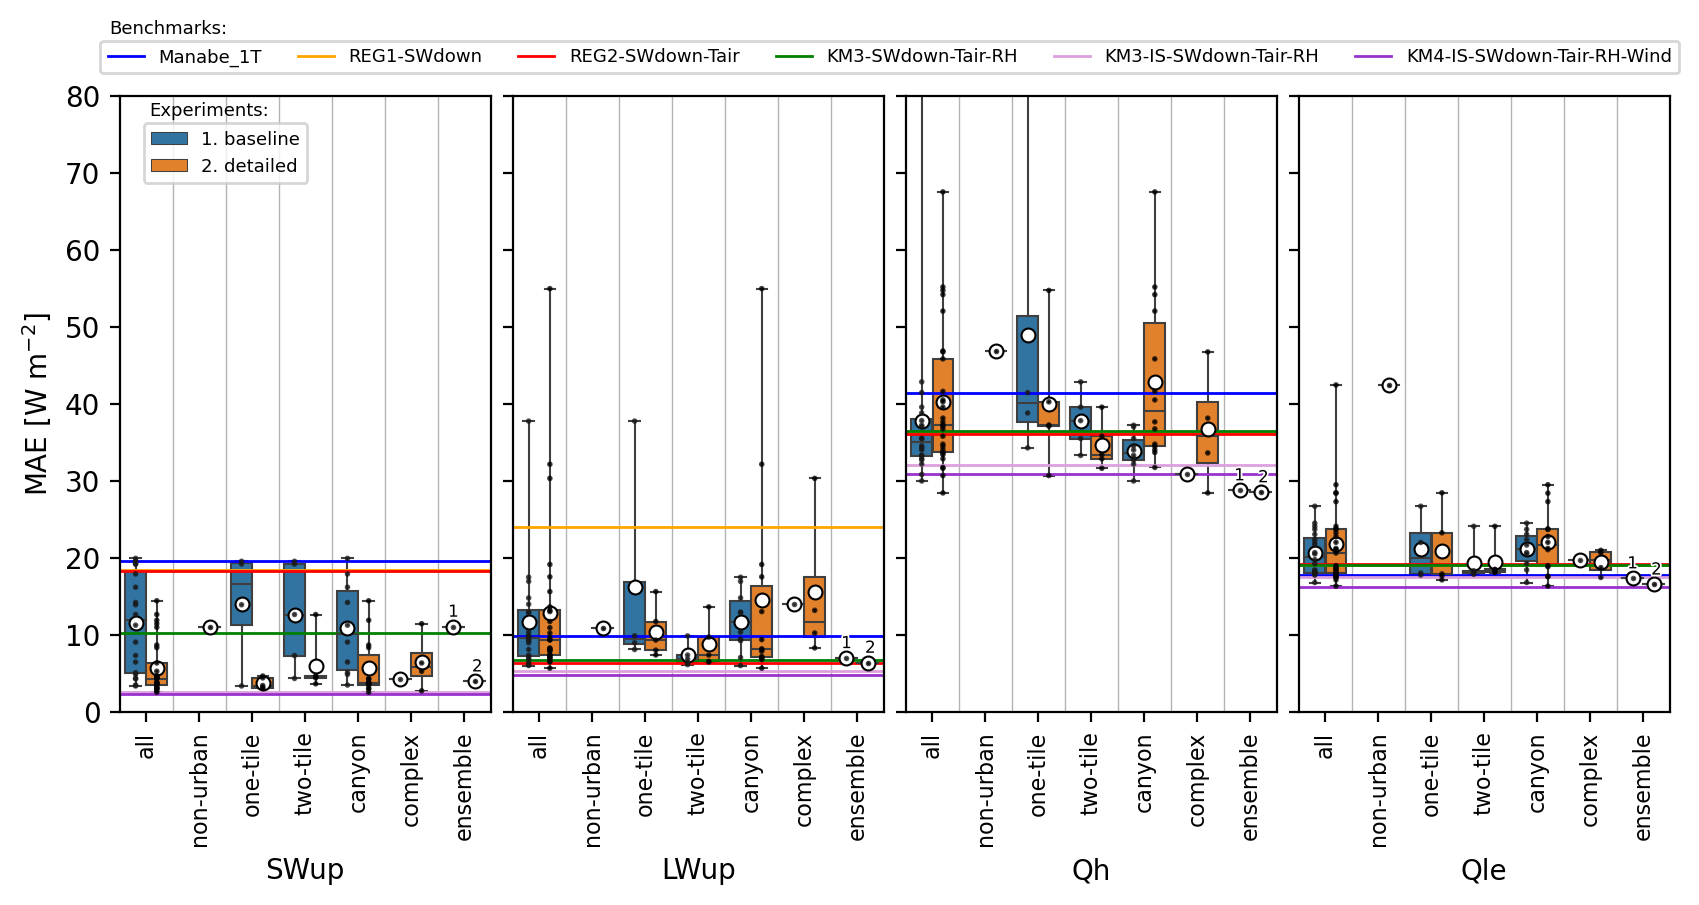 Benchmarks:
Manabe_1T REG1-SWdown REG2-SWdown-Tair KM3-SWdown-Tair-RH KM3-IS-SWdown-Tair-RH KM4-IS-SWdown-Tair-RH-Wind
Experiments:
1. baseline
2. detailed
MAE [W m⁻²]
80
70
60
50
40
30
20
10
0
1
2
1
2
1
2
1
2
all non-urban one-tile two-tile canyon complex ensemble
all non-urban one-tile two-tile canyon complex ensemble
all non-urban one-tile two-tile canyon complex ensemble
all non-urban one-tile two-tile canyon complex ensemble
SWup LWup Qh Qle